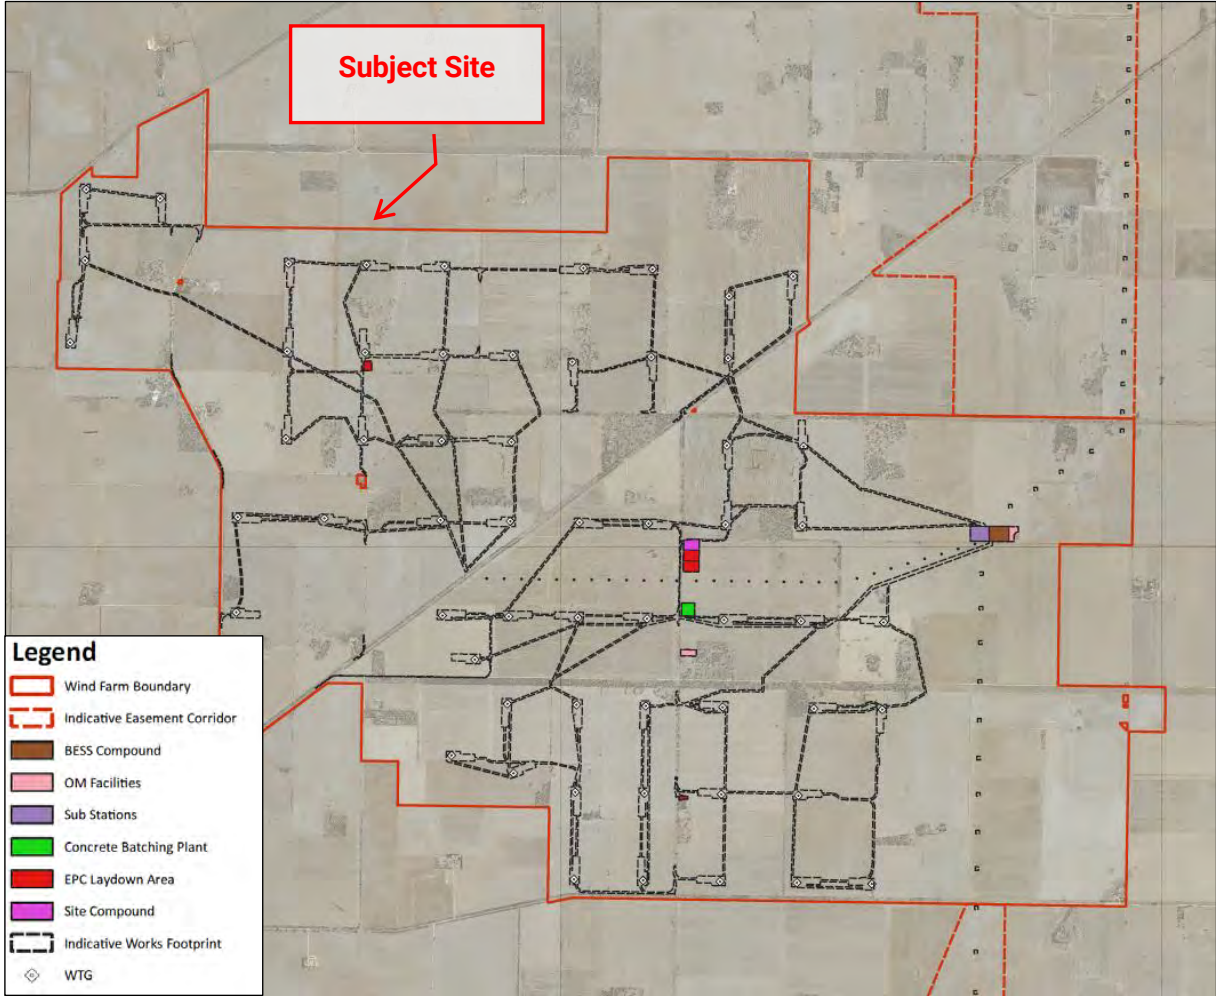 Subject Site
Legend
Wind Farm Boundary
Indicative Easement Corridor
BESS Compound
OM Facilities
Sub Stations
Concrete Batching Plant
EPC Laydown Area
Site Compound
Indicative Works Footprint
WTG